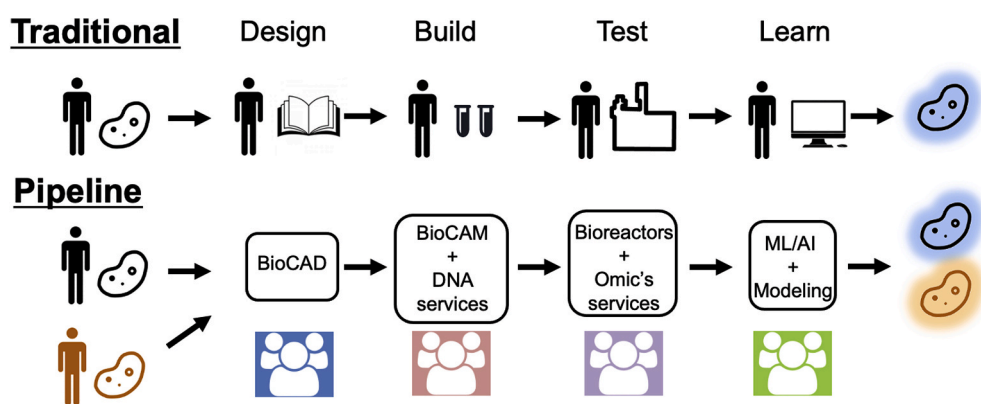 Traditional Design Build Test Learn
Pipeline
BioCAD
BioCAM
+
DNA
services
Bioreactors
+
Omic's
services
ML/AI
+
Modeling